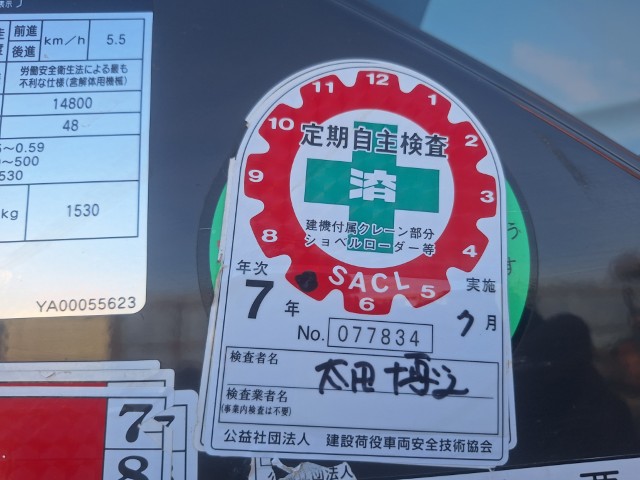 前進
後進
km/h
5.5
労働安全衛生法による最も
不利な仕様(営解体用機械)
14800
48
~0.59
~500
530
kg
1530
YA00055623
12
11
1
10
2
9
3
8
4
5
6
定期自主検査
溶
建機付属クレーン部分
ショベルローダー等
SACL
年次
実施
7年
7月
No. 077834
検査者名
太田 博之
検査業者名
(事業内検査は不要)
公益社団法人 建設荷役車両安全技術協会
7
8